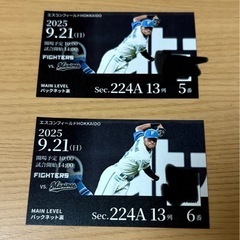 エスコンフィールドHOKKAIDO
2025
9.21(日)
開場予定 10:00
試合開始 14:00
FIGHTERS
vs.
MAIN LEVEL
バックネット裏
Sec. 224A 13列 5番
エスコンフィールドHOKKAIDO
2025
9.21(日)
開場予定 10:00
試合開始 14:00
FIGHTERS
vs.
MAIN LEVEL
バックネット裏
Sec. 224A 13列 6番